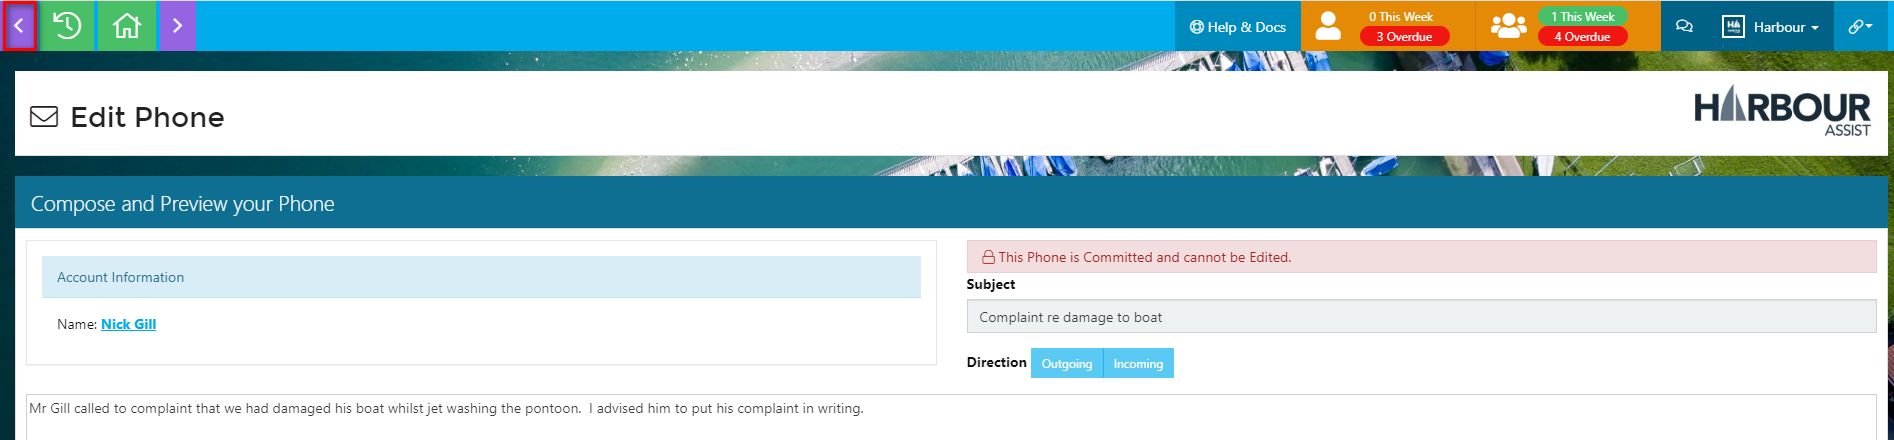 Help & Docs
0 This Week
3 Overdue
1 This Week
4 Overdue
Harbour
Edit Phone
HARBOUR
ASSIST
Compose and Preview your Phone
Account Information
Name: Nick Gill
This Phone is Committed and cannot be Edited.
Subject
Complaint re damage to boat
Direction Outgoing Incoming
Mr Gill called to complaint that we had damaged his boat whilst jet washing the pontoon.  I advised him to put his complaint in writing.